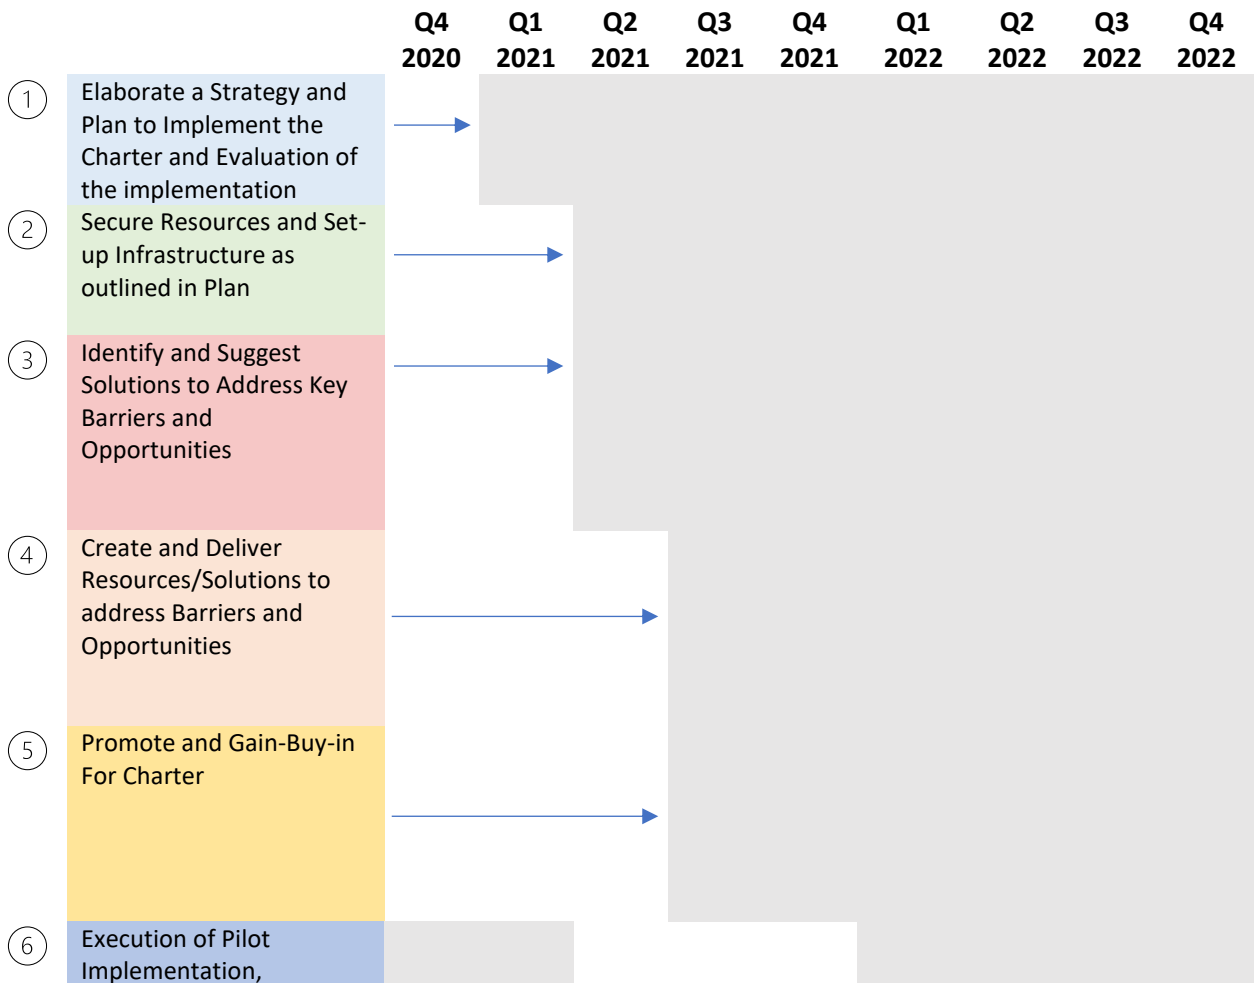 Q4 Q1 Q2 Q3 Q4 Q1 Q2 Q3 Q4
2020 2021 2021 2021 2021 2022 2022 2022 2022
1 Elaborate a Strategy and
Plan to Implement the
Charter and Evaluation of
the implementation
2 Secure Resources and Set-
up Infrastructure as
outlined in Plan
3 Identify and Suggest
Solutions to Address Key
Barriers and
Opportunities
4 Create and Deliver
Resources/Solutions to
address Barriers and
Opportunities
5 Promote and Gain-Buy-in
For Charter
6 Execution of Pilot
Implementation,